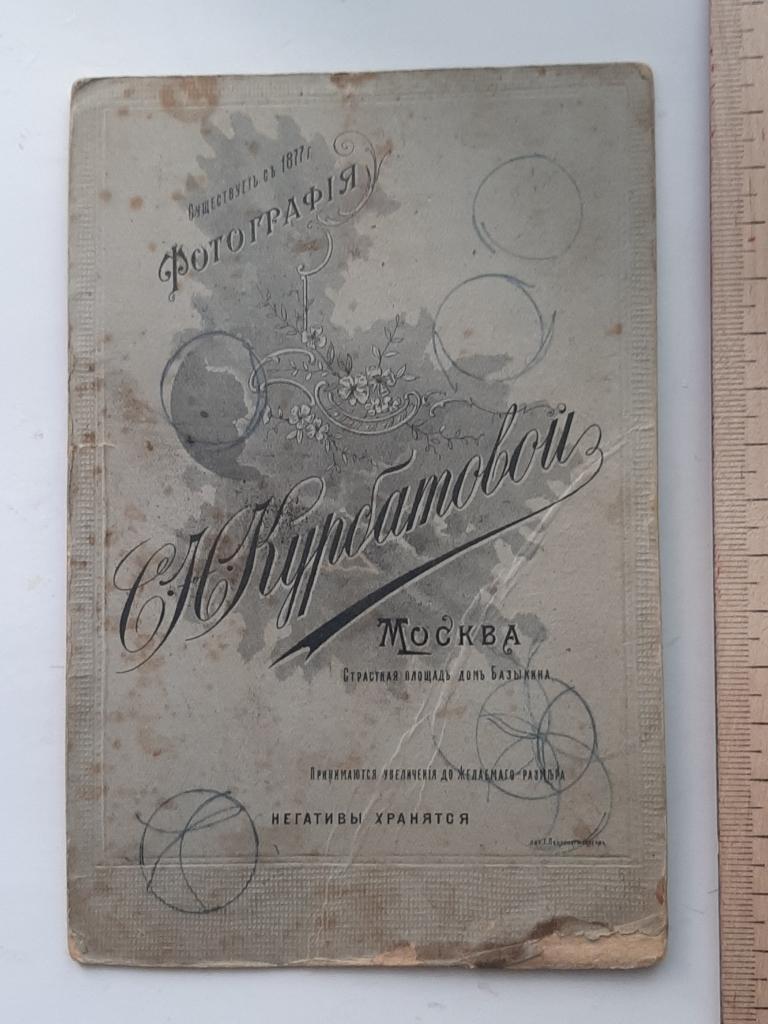 Существуетъ съ 1877 г.
Фотографія
С.Н. Курбатовой
Москва
Страстная площадь домъ Базыкина
Принимаются увеличенія до желаемаго размѣра
Негативы хранятся